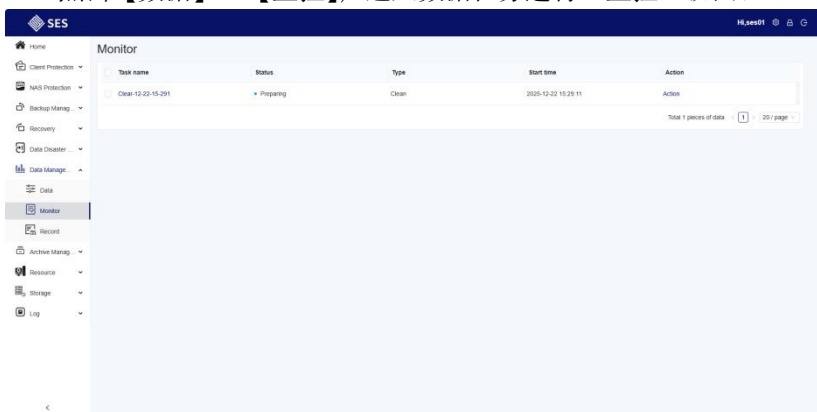 SES
Hi,ses01
Home
Client Protection
NAS Protection
Backup Manag...
Recovery
Data Disaster ...
Data Manage...
Data
Monitor
Record
Archive Manag...
Resource
Storage
Log
Monitor
Task name Status Type Start time Action
Clear-12-22-15-291 Preparing Clean 2025-12-22 15:29:11 Action
Total 1 pieces of data < 1 > 20 / page